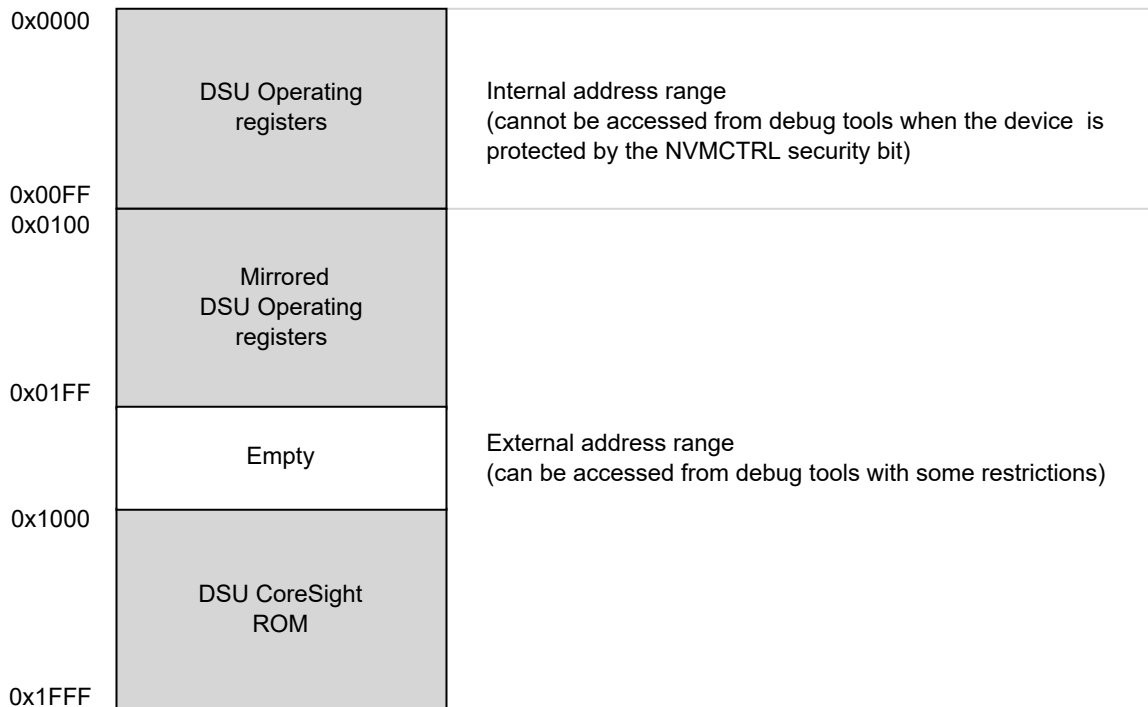 0x0000
DSU Operating
registers
Internal address range
(cannot be accessed from debug tools when the device is
protected by the NVMCTRL security bit)
0x00FF
0x0100
Mirrored
DSU Operating
registers
0x01FF
Empty
External address range
(can be accessed from debug tools with some restrictions)
0x1000
DSU CoreSight
ROM
0x1FFF